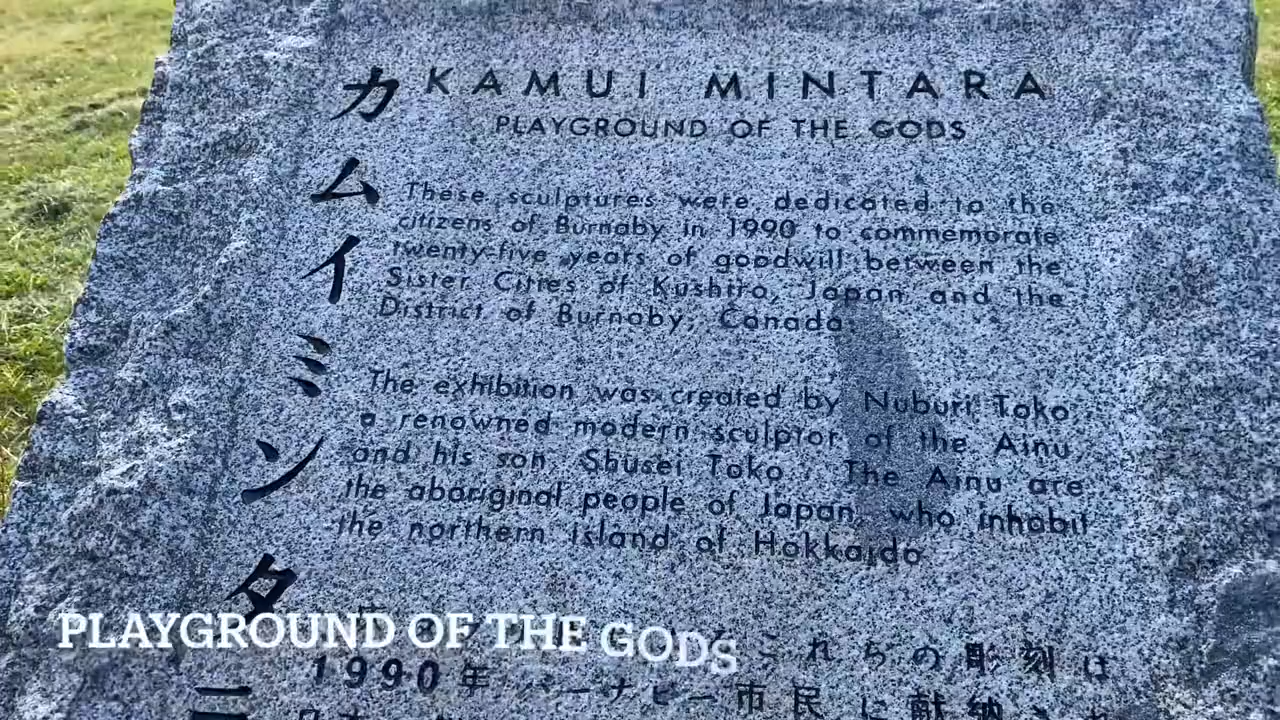 KAMUI MINTARA
PLAYGROUND OF THE GODS
カムイミンタラ
These sculptures were dedicated to the
citizens of Burnaby in 1990 to commemorate
twenty-five years of goodwill between the
Sister Cities of Kushiro, Japan and the
District of Burnaby, Canada.
The exhibition was created by Nuburi Toko,
a renowned modern sculptor of the Ainu,
and his son, Shusei Toko. The Ainu are
the aboriginal people of Japan, who inhabit
the northern island of Hokkaido
PLAYGROUND OF THE GODS
これらの彫刻は
1990年 バーナビー市民に献納